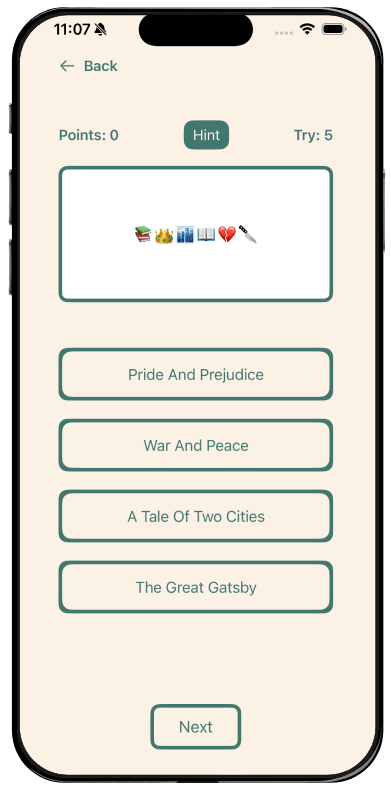 11:07
Back
Points: 0 Hint Try: 5
📚👑🏙️📖💔🔪
Pride And Prejudice
War And Peace
A Tale Of Two Cities
The Great Gatsby
Next